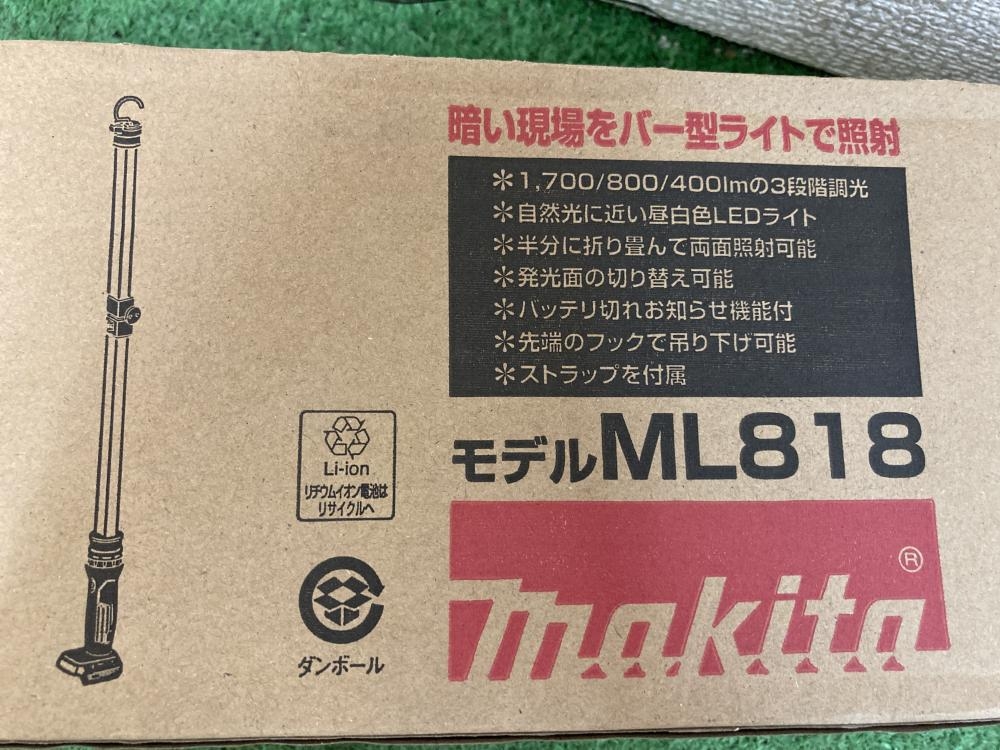 暗い現場をバー型ライトで照射
＊1,700/800/400lmの3段階調光
＊自然光に近い昼白色LEDライト
＊半分に折り畳んで両面照射可能
＊発光面の切り替え可能
＊バッテリ切れお知らせ機能付
＊先端のフックで吊り下げ可能
＊ストラップを付属
モデルML818
makita®
Li-ion
リチウムイオン電池は
リサイクルへ
ダンボール